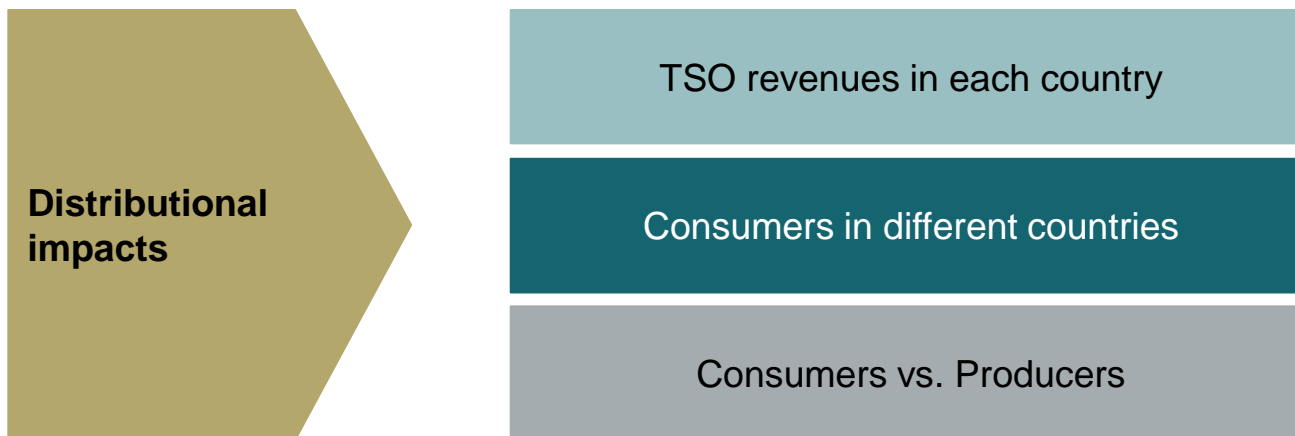 TSO revenues in each country
Distributional
impacts
Consumers in different countries
Consumers vs. Producers